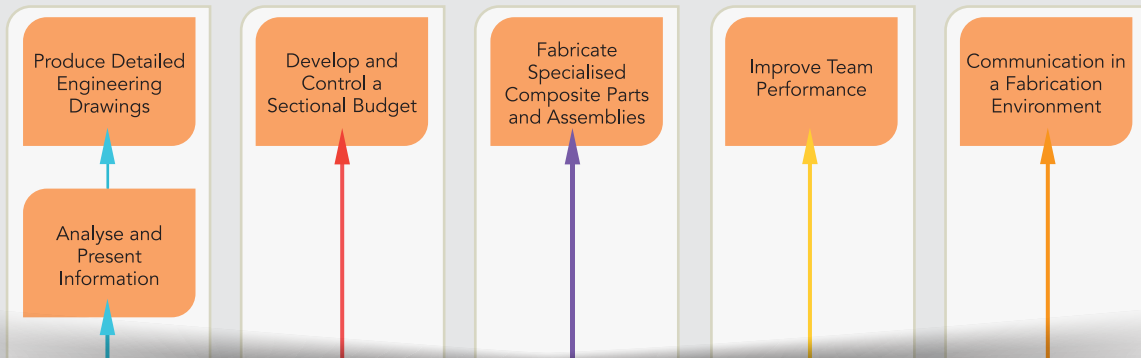 Produce Detailed
Engineering
Drawings
Analyse and
Present
Information
Develop and
Control a
Sectional Budget
Fabricate
Specialised
Composite Parts
and Assemblies
Improve Team
Performance
Communication in
a Fabrication
Environment